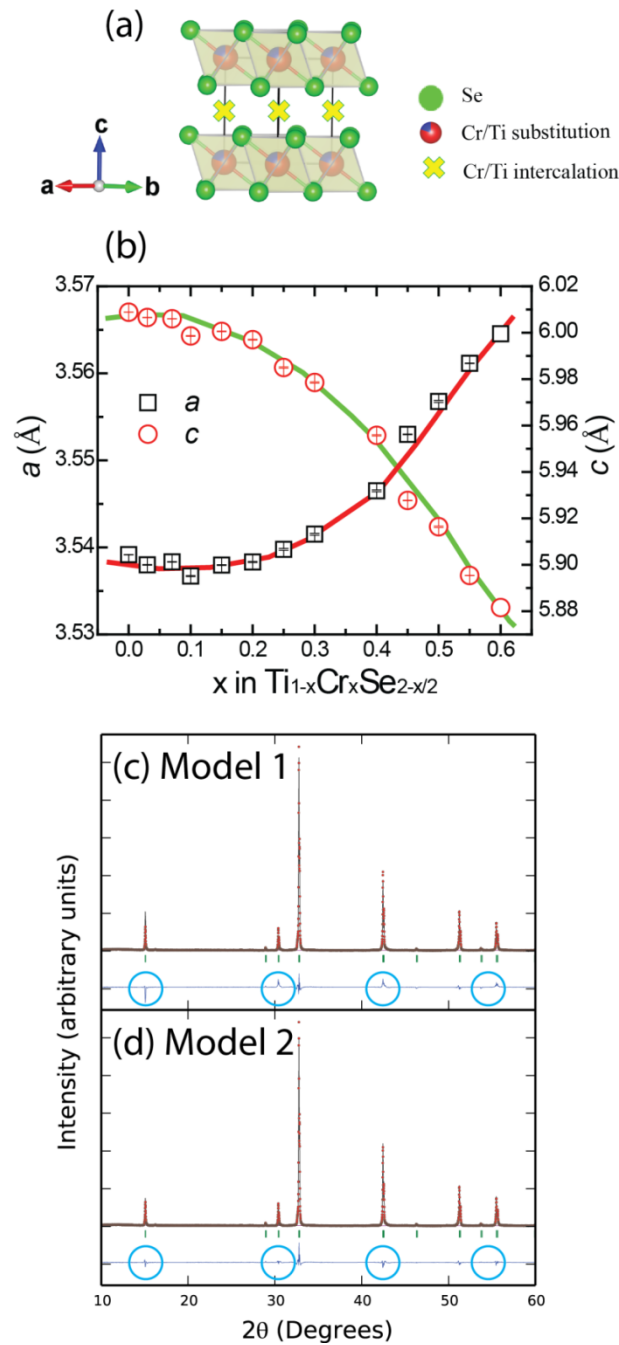 (a)
Se
Cr/Ti substitution
Cr/Ti intercalation
c
a
b
(b)
3.57
3.56
3.55
3.54
3.53
a (Å)
a
c
6.02
6.00
5.98
5.96
5.94
5.92
5.90
5.88
c (Å)
0.0 0.1 0.2 0.3 0.4 0.5 0.6
x in Ti1-xCrxSe2-x/2
(c) Model 1
(d) Model 2
Intensity (arbitrary units)
10 20 30 40 50 60
2θ (Degrees)